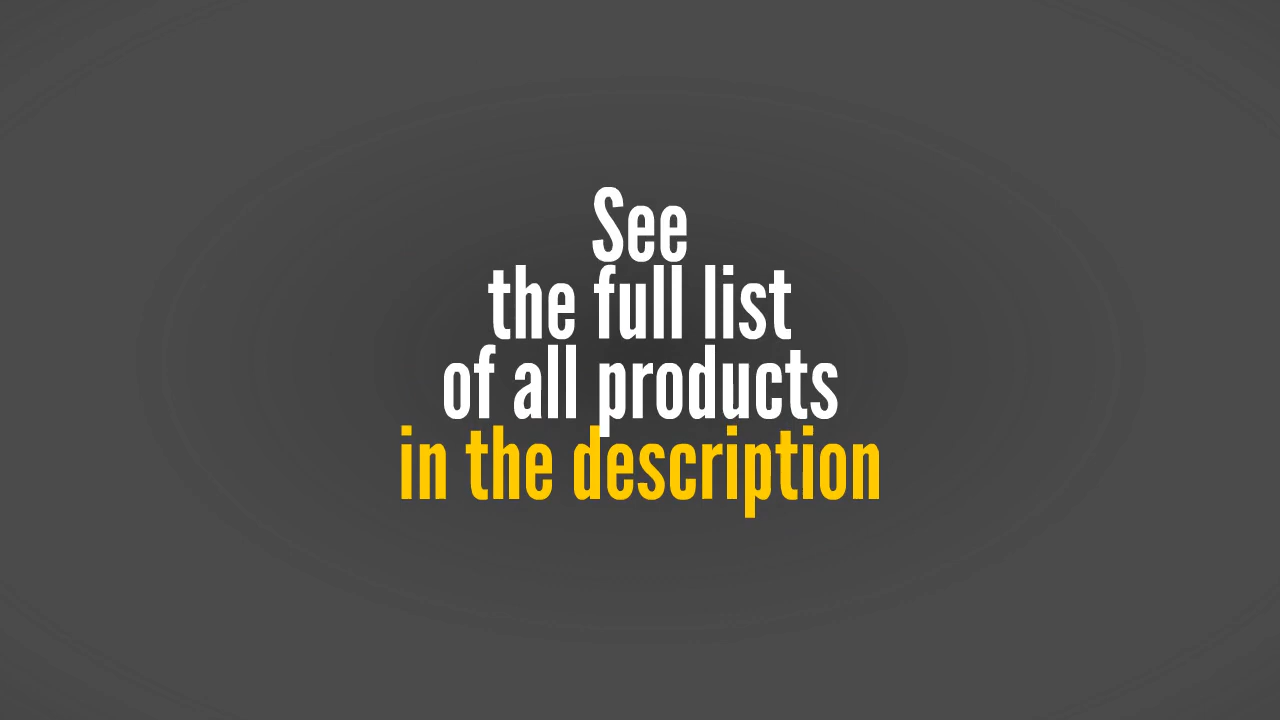 See
the full list
of all products
in the description